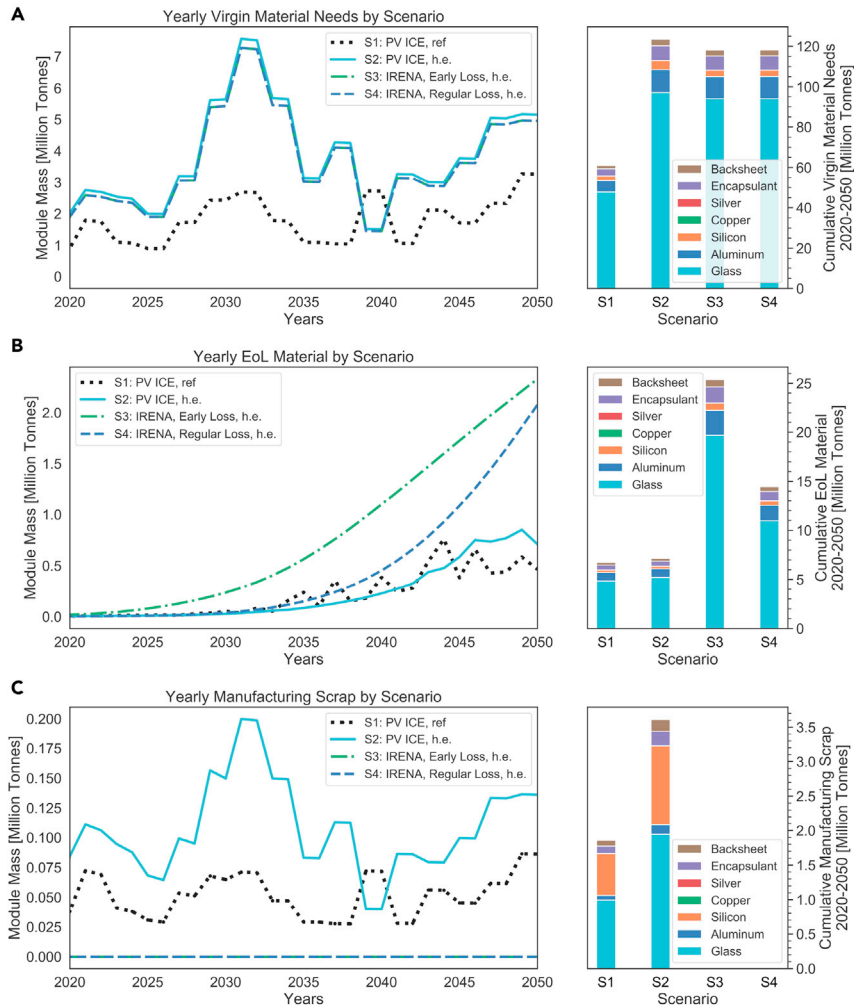 A
Yearly Virgin Material Needs by Scenario
Module Mass [Million Tonnes]
7
6
5
4
3
2
1
0
S1: PV ICE, ref
S2: PV ICE, h.e.
S3: IRENA, Early Loss, h.e.
S4: IRENA, Regular Loss, h.e.
2020 2025 2030 2035 2040 2045 2050
Years
Backsheet
Encapsulant
Silver
Copper
Silicon
Aluminum
Glass
S1 S2 S3 S4
Scenario
120
100
80
60
40
20
0
Cumulative Virgin Material Needs
2020-2050 [Million Tonnes]
B
Yearly EoL Material by Scenario
Module Mass [Million Tonnes]
2.0
1.5
1.0
0.5
0.0
S1: PV ICE, ref
S2: PV ICE, h.e.
S3: IRENA, Early Loss, h.e.
S4: IRENA, Regular Loss, h.e.
2020 2025 2030 2035 2040 2045 2050
Years
Backsheet
Encapsulant
Silver
Copper
Silicon
Aluminum
Glass
S1 S2 S3 S4
Scenario
25
20
15
10
5
0
Cumulative EoL Material
2020-2050 [Million Tonnes]
C
Yearly Manufacturing Scrap by Scenario
Module Mass [Million Tonnes]
0.200
0.175
0.150
0.125
0.100
0.075
0.050
0.025
0.000
S1: PV ICE, ref
S2: PV ICE, h.e.
S3: IRENA, Early Loss, h.e.
S4: IRENA, Regular Loss, h.e.
2020 2025 2030 2035 2040 2045 2050
Years
Backsheet
Encapsulant
Silver
Copper
Silicon
Aluminum
Glass
S1 S2 S3 S4
Scenario
3.5
3.0
2.5
2.0
1.5
1.0
0.5
0.0
Cumulative Manufacturing Scrap
2020-2050 [Million Tonnes]